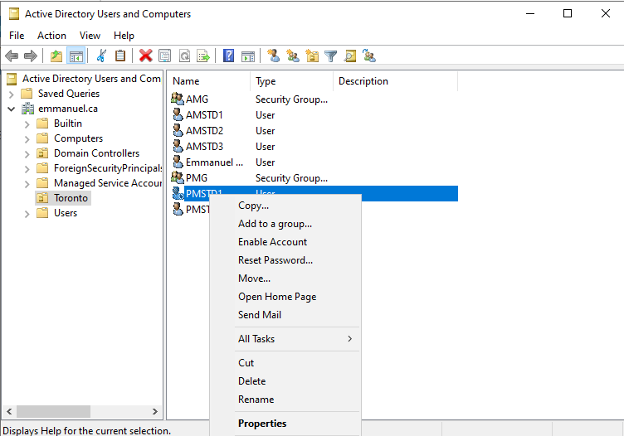 Active Directory Users and Computers
File Action View Help
Active Directory Users and Com
Saved Queries
emmanuel.ca
Builtin
Computers
Domain Controllers
ForeignSecurityPrincipals
Managed Service Accour
Toronto
Users
Name Type Description
AMG Security Group...
AMSTD1 User
AMSTD2 User
AMSTD3 User
Emmanuel ... User
PMG Security Group...
PMSTD1 User
PMST
Copy...
Add to a group...
Enable Account
Reset Password...
Move...
Open Home Page
Send Mail
All Tasks
Cut
Delete
Rename
Properties
Displays Help for the current selection.